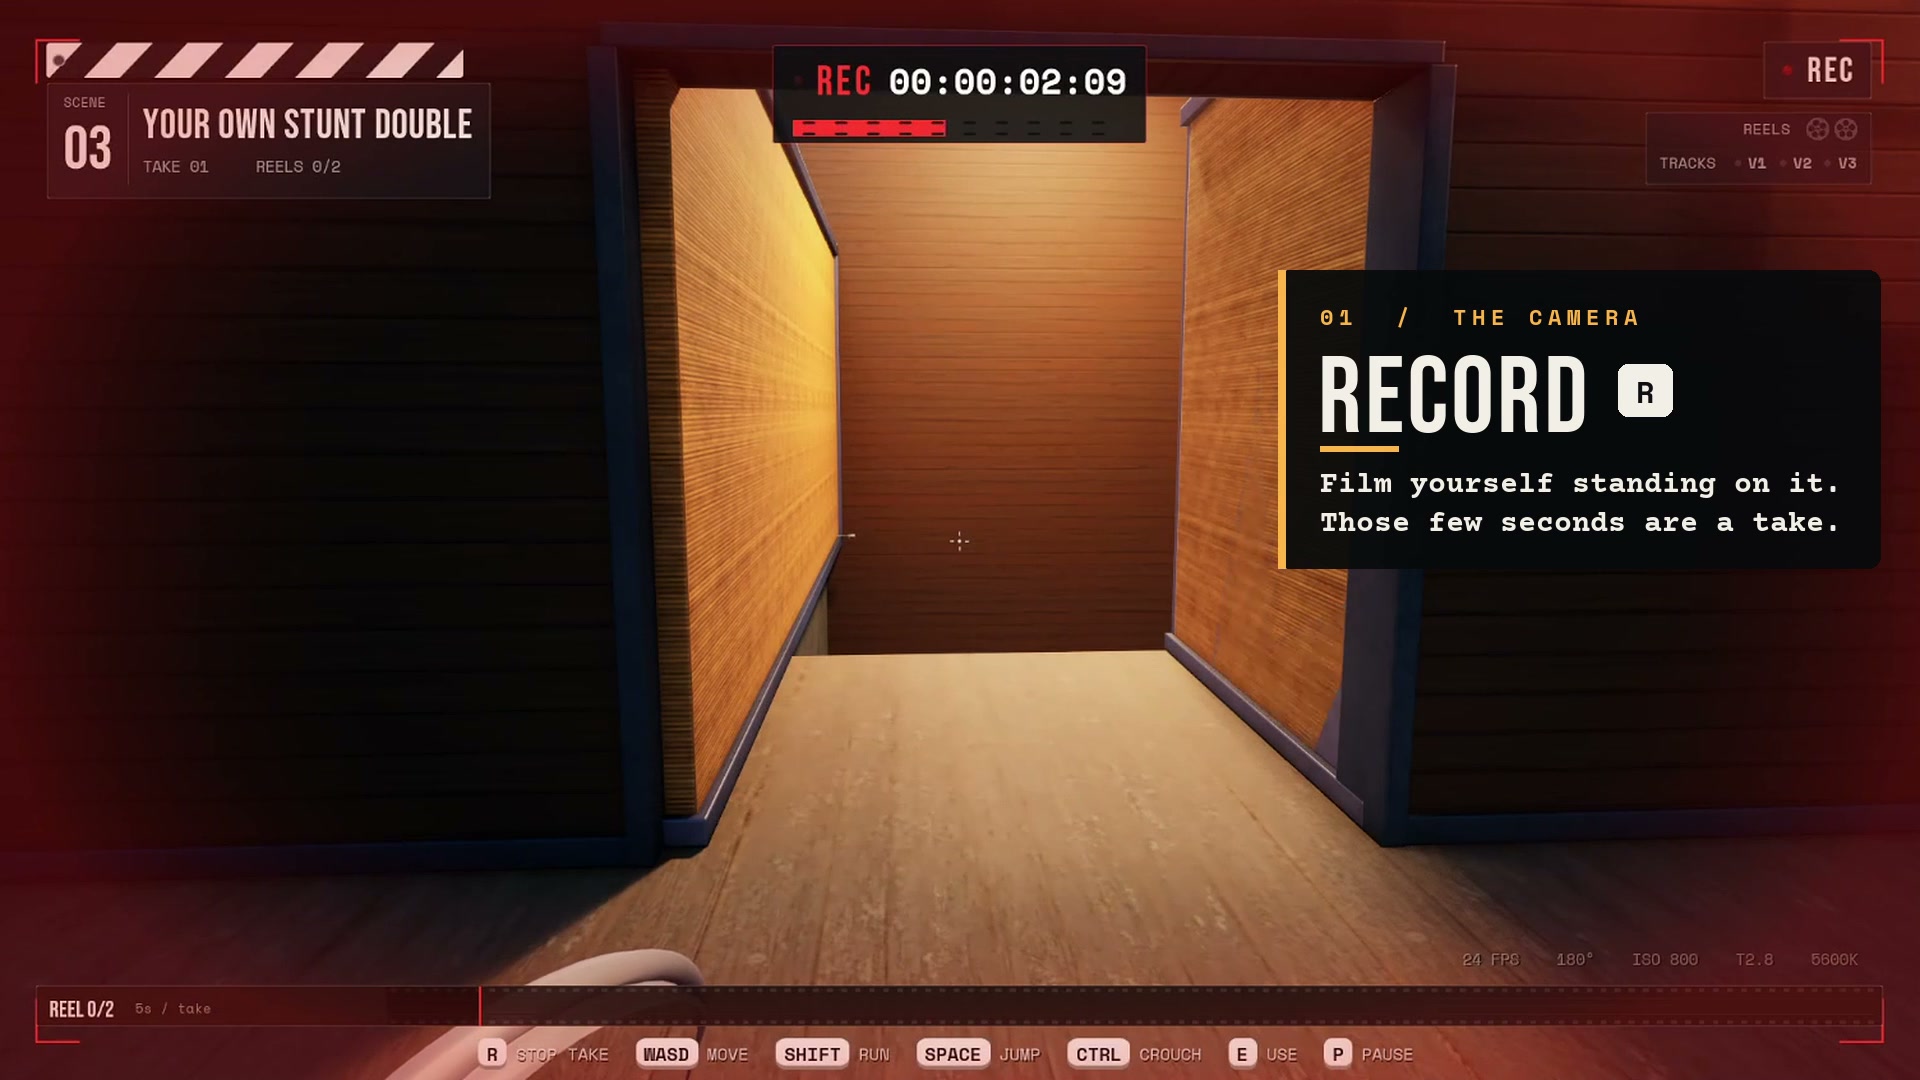 SCENE
03
YOUR OWN STUNT DOUBLE
TAKE 01 REELS 0/2
REC 00:00:02:09
REC
REELS
TRACKS V1 V2 V3
01 / THE CAMERA
RECORD R
Film yourself standing on it.
Those few seconds are a take.
24 FPS 180° ISO 800 T2.8 5600K
REEL 0/2 5s / take
R STOP TAKE WASD MOVE SHIFT RUN SPACE JUMP CTRL CROUCH E USE P PAUSE